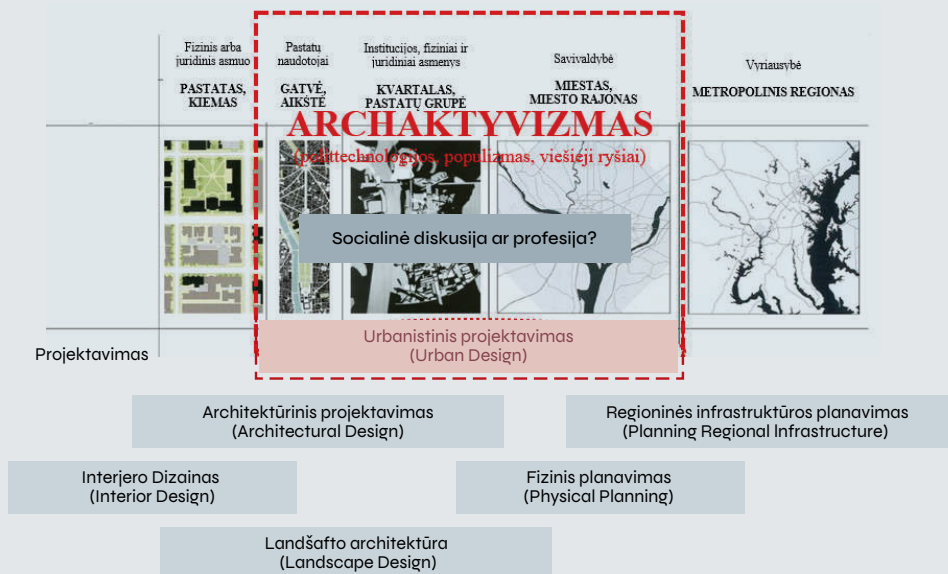 Fizinis arba
juridinis asmuo
PASTATAS,
KIEMAS
Pastatų
naudotojai
GATVĖ,
AIKŠTĖ
Institucijos, fiziniai ir
juridiniai asmenys
KVARTALAS,
PASTATŲ GRUPĖ
Savivaldybė
MIESTAS,
MIESTO RAJONAS
Vyriausybė
METROPOLINIS REGIONAS
ARCHAKTYVIZMAS
(polittechnologijos, populizmas, viešieji ryšiai)
Socialinė diskusija ar profesija?
Urbanistinis projektavimas
(Urban Design)
Projektavimas
Architektūrinis projektavimas
(Architectural Design)
Regioninės infrastruktūros planavimas
(Planning Regional Infrastructure)
Interjero Dizainas
(Interior Design)
Fizinis planavimas
(Physical Planning)
Landšafto architektūra
(Landscape Design)